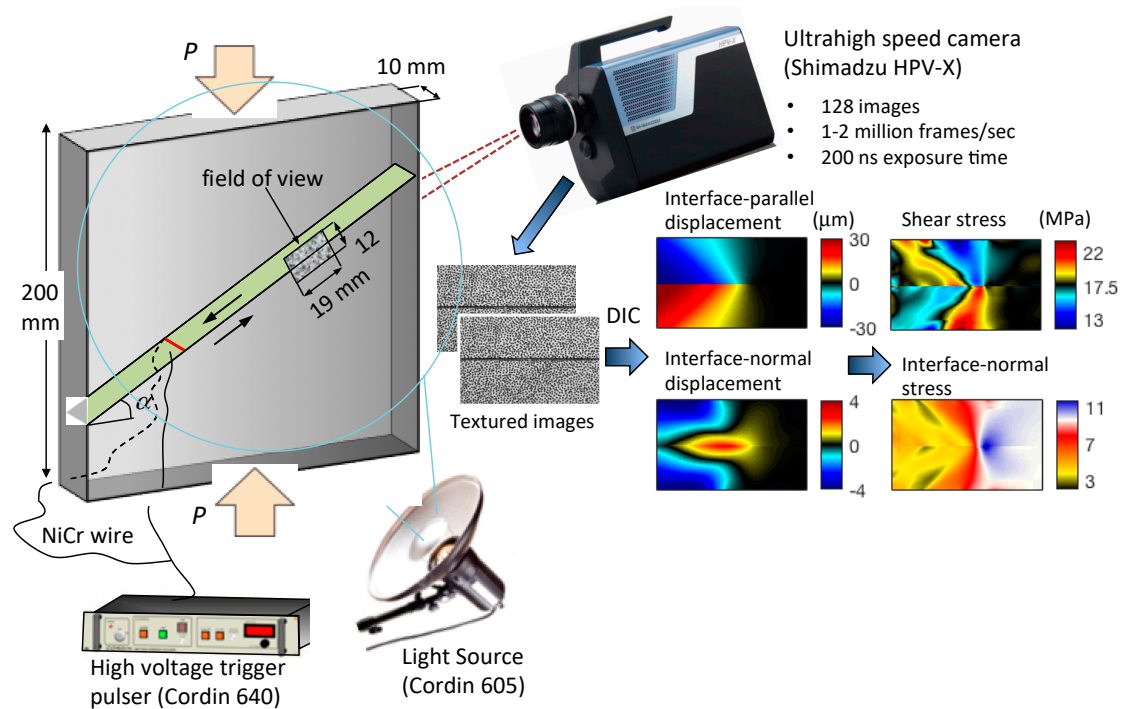 P
10 mm
200
mm
field of view
12
19 mm
α
P
NiCr wire
High voltage trigger
pulser (Cordin 640)
Light Source
(Cordin 605)
HPV-X
Ultrahigh speed camera
(Shimadzu HPV-X)
• 128 images
• 1-2 million frames/sec
• 200 ns exposure time
Textured images
DIC
Interface-parallel
displacement
(μm)
30
0
-30
Interface-normal
displacement
4
0
-4
Shear stress
(MPa)
22
17.5
13
Interface-normal
stress
11
7
3